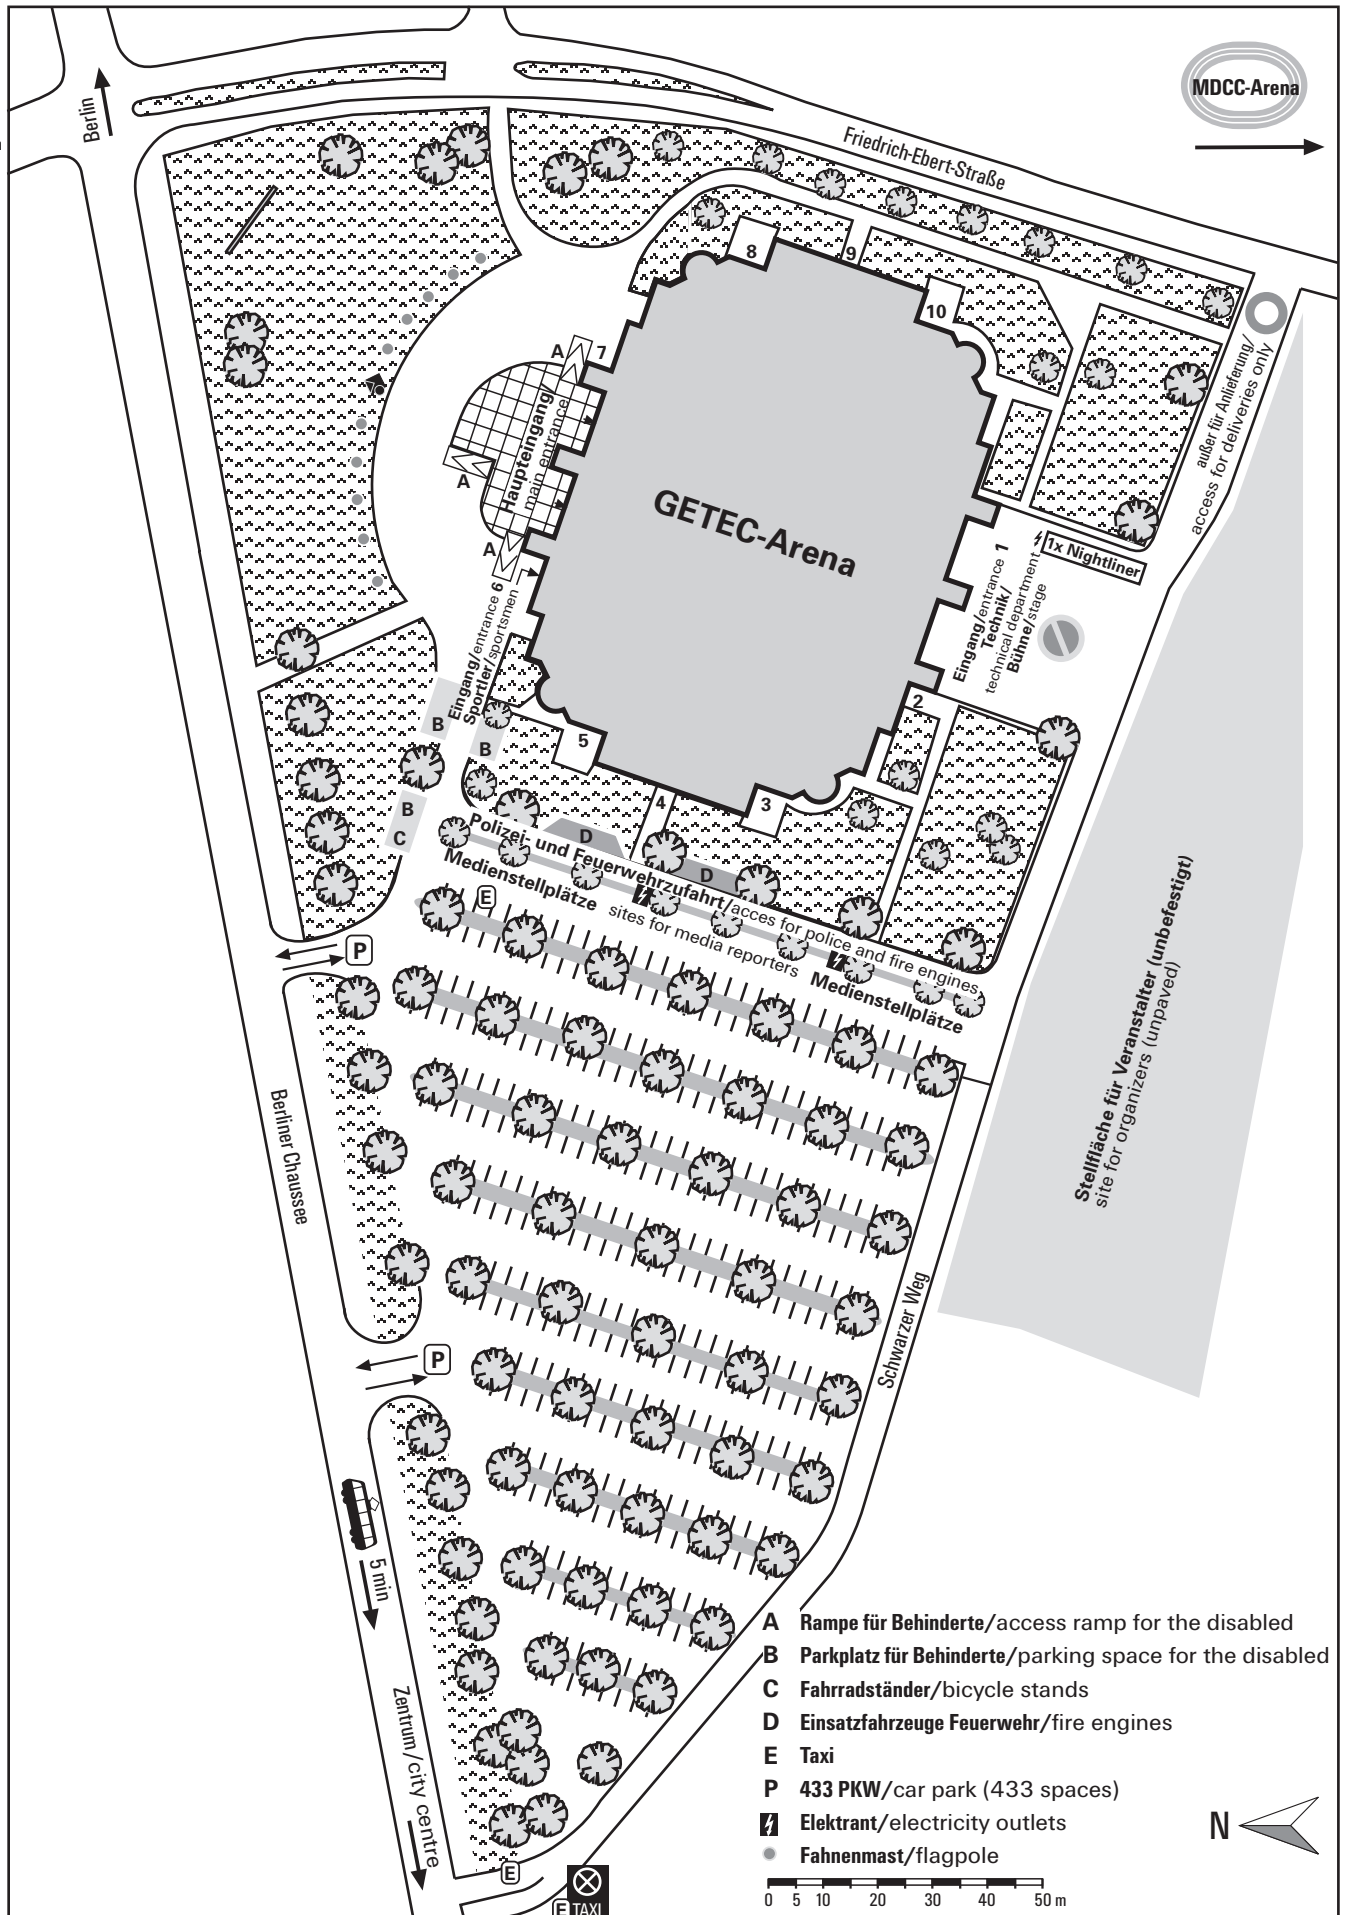 Berlin
MDCC-Arena
Friedrich-Ebert-Straße
8
9
10
7
A
Haupteingang/
main entrance
A
A
GETEC-Arena
außer für Anlieferung/
access for deliveries only
1x Nightliner
Eingang/entrance 1
Technik/
technical department
Bühne/stage
Eingang/entrance 6
Sportler/sportsmen
B
B
B
C
5
4
3
2
D
D
Polizei- und Feuerwehrzufahrt/acces for police and fire engines
Medienstellplätze
sites for media reporters
Medienstellplätze
E
P
Stellfläche für Veranstalter (unbefestigt)
site for organizers (unpaved)
Berliner Chaussee
Schwarzer Weg
P
5 min
Zentrum/city centre
E
E
TAXI
A Rampe für Behinderte/access ramp for the disabled
B Parkplatz für Behinderte/parking space for the disabled
C Fahrradständer/bicycle stands
D Einsatzfahrzeuge Feuerwehr/fire engines
E Taxi
P 433 PKW/car park (433 spaces)
Elektrant/electricity outlets
Fahnenmast/flagpole
N
0 5 10 20 30 40 50 m